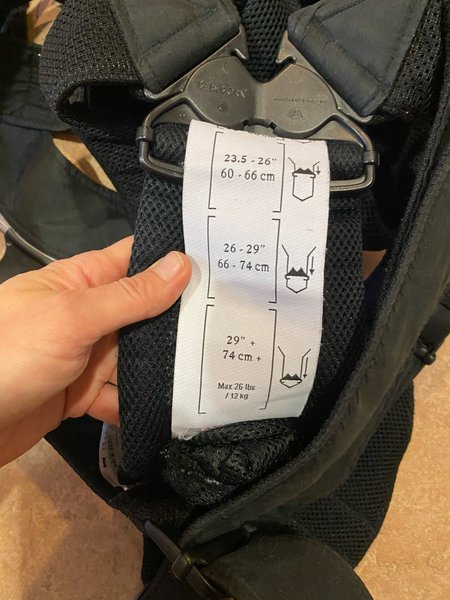 23.5 - 26"
60 - 66 cm
26 - 29"
66 - 74 cm
29" +
74 cm +
Max 26 lbs
/ 12 kg